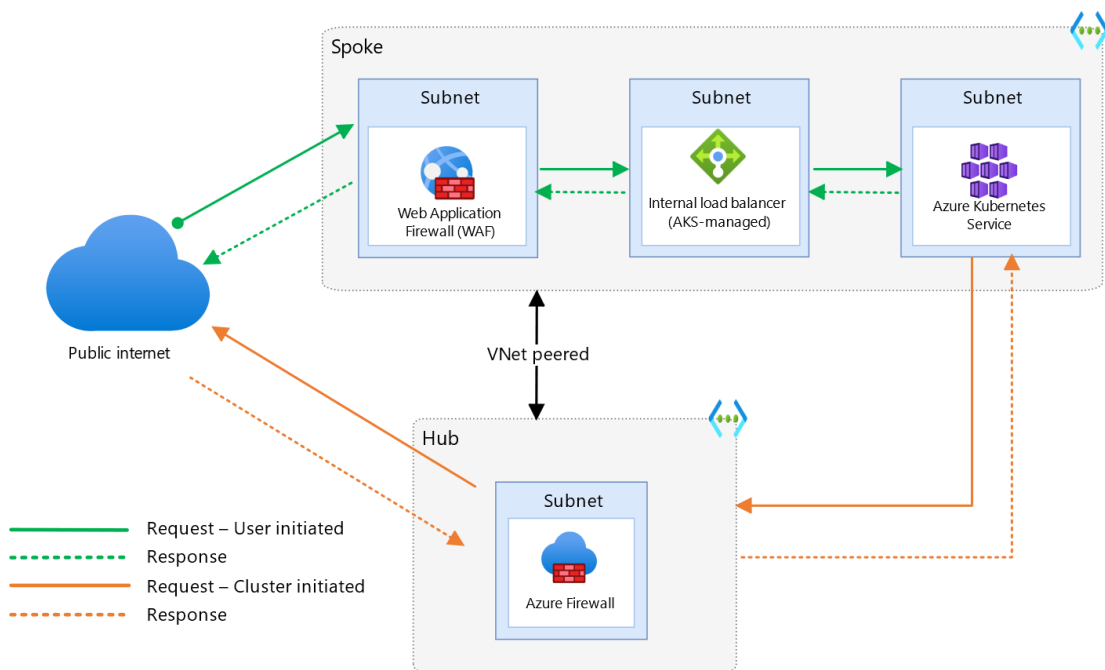 Spoke
Subnet
Web Application
Firewall (WAF)
Subnet
Internal load balancer
(AKS-managed)
Subnet
Azure Kubernetes
Service
Public internet
VNet peered
Hub
Subnet
Azure Firewall
Request – User initiated
Response
Request – Cluster initiated
Response